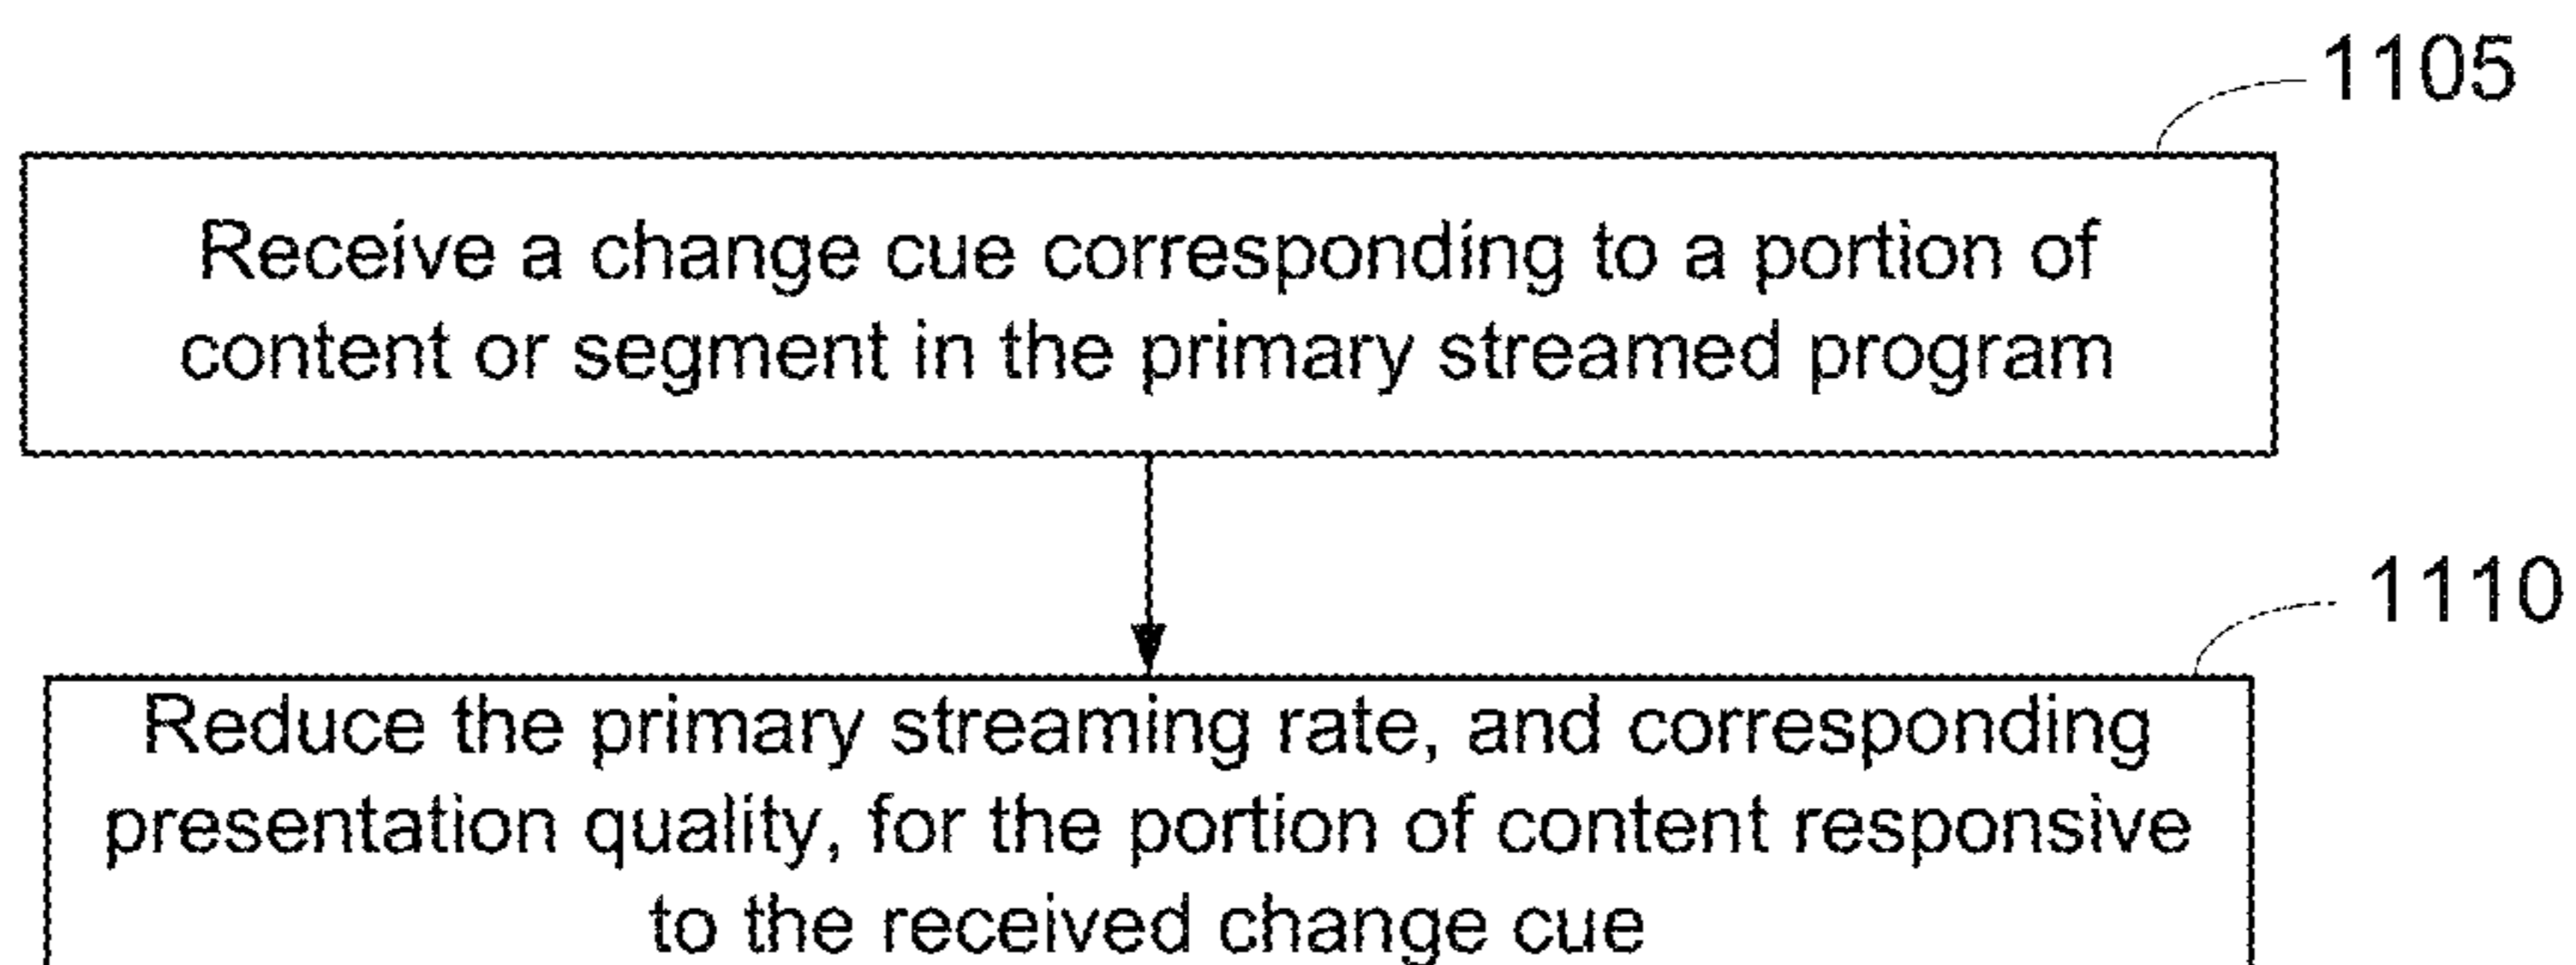 1105
Receive a change cue corresponding to a portion of
content or segment in the primary streamed program
1110
Reduce the primary streaming rate, and corresponding
presentation quality, for the portion of content responsive
to the received change cue